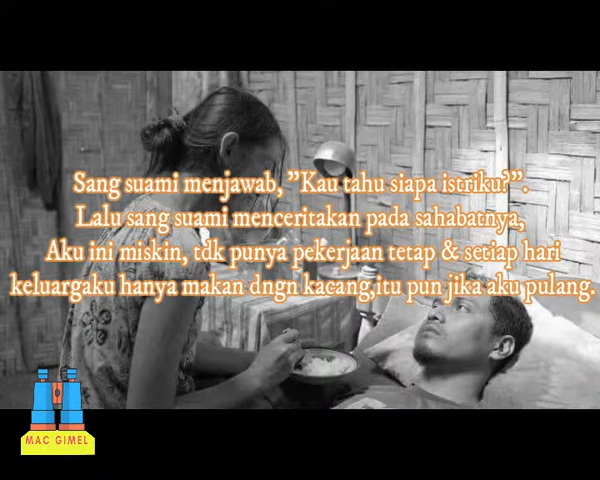 Sang suami menjawab, "Kau tahu siapa istriku?".
Lalu sang suami menceritakan pada sahabatnya,
Aku ini miskin, tdk punya pekerjaan tetap & setiap hari
keluargaku hanya makan dngn kacang,itu pun jika aku pulang.
MAC GIMEL